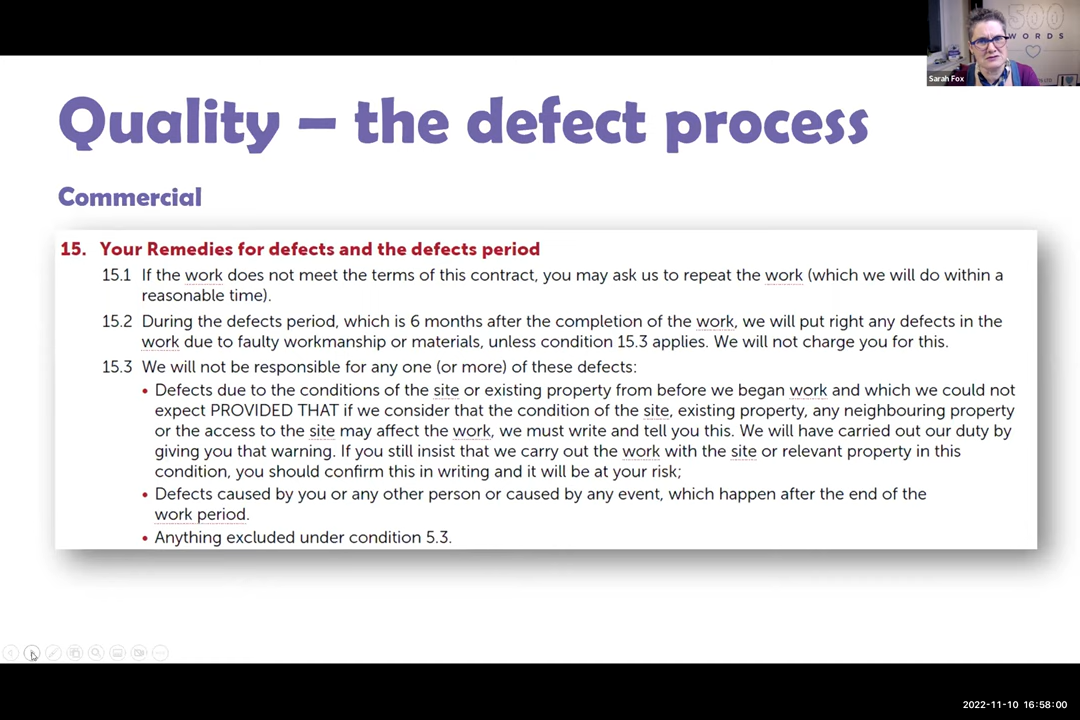 500
WORDS
Sarah Fox
Quality – the defect process
Commercial
15. Your Remedies for defects and the defects period
15.1 If the work does not meet the terms of this contract, you may ask us to repeat the work (which we will do within a
reasonable time).
15.2 During the defects period, which is 6 months after the completion of the work, we will put right any defects in the
work due to faulty workmanship or materials, unless condition 15.3 applies. We will not charge you for this.
15.3 We will not be responsible for any one (or more) of these defects:
• Defects due to the conditions of the site or existing property from before we began work and which we could not
expect PROVIDED THAT if we consider that the condition of the site, existing property, any neighbouring property
or the access to the site may affect the work, we must write and tell you this. We will have carried out our duty by
giving you that warning. If you still insist that we carry out the work with the site or relevant property in this
condition, you should confirm this in writing and it will be at your risk;
• Defects caused by you or any other person or caused by any event, which happen after the end of the
work period.
• Anything excluded under condition 5.3.
2022-11-10 16:58:00